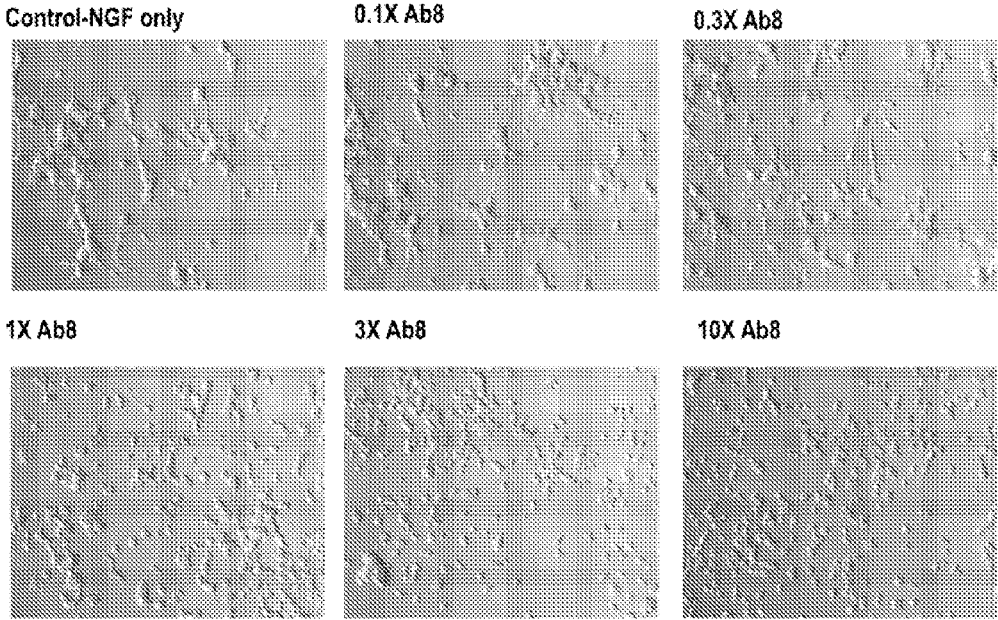 Control-NGF only
0.1X Ab8
0.3X Ab8
1X Ab8
3X Ab8
10X Ab8